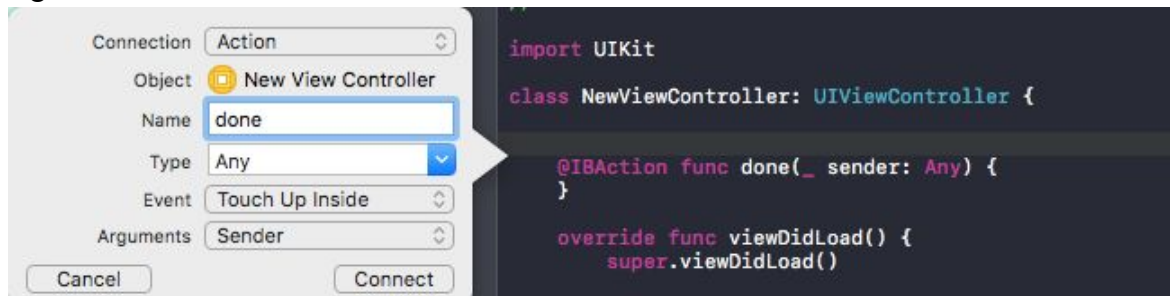 Connection Action
Object New View Controller
Name done
Type Any
Event Touch Up Inside
Arguments Sender
Cancel Connect
import UIKit
class NewViewController: UIViewController {
@IBAction func done(_ sender: Any) {
}
override func viewDidLoad() {
super.viewDidLoad()